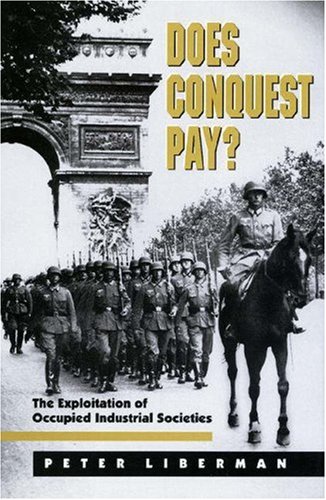 DOES
CONQUEST
PAY?
The Exploitation of
Occupied Industrial Societies
PETER LIBERMAN